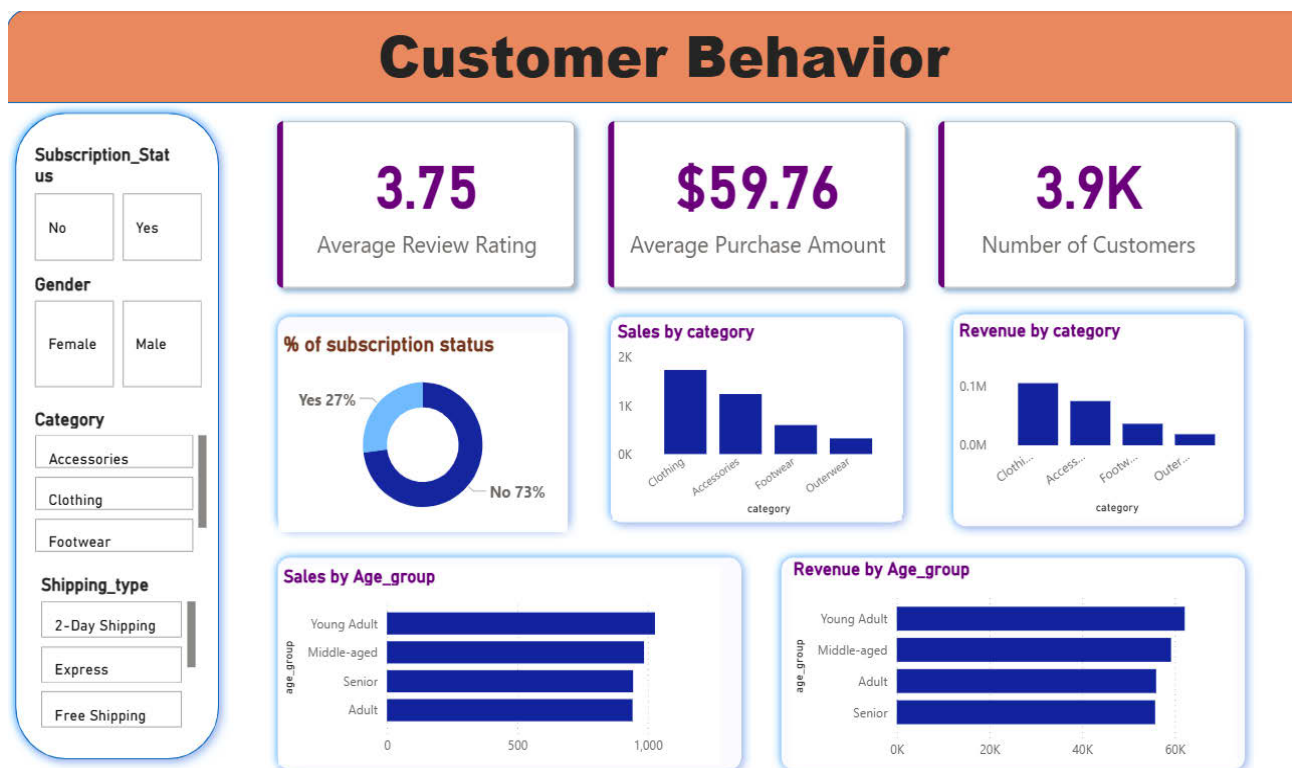 Customer Behavior
Subscription_Stat
us
No
Yes
Gender
Female
Male
Category
Accessories
Clothing
Footwear
Shipping_type
2-Day Shipping
Express
Free Shipping
3.75
Average Review Rating
$59.76
Average Purchase Amount
3.9K
Number of Customers
% of subscription status
Yes 27%
No 73%
Sales by category
2K
1K
0K
Clothing
Accessories
Footwear
Outerwear
category
Revenue by category
0.1M
0.0M
Clothi...
Access...
Footw...
Outer...
category
Sales by Age_group
age_group
Young Adult
Middle-aged
Senior
Adult
0
500
1,000
Revenue by Age_group
age_group
Young Adult
Middle-aged
Adult
Senior
0K
20K
40K
60K